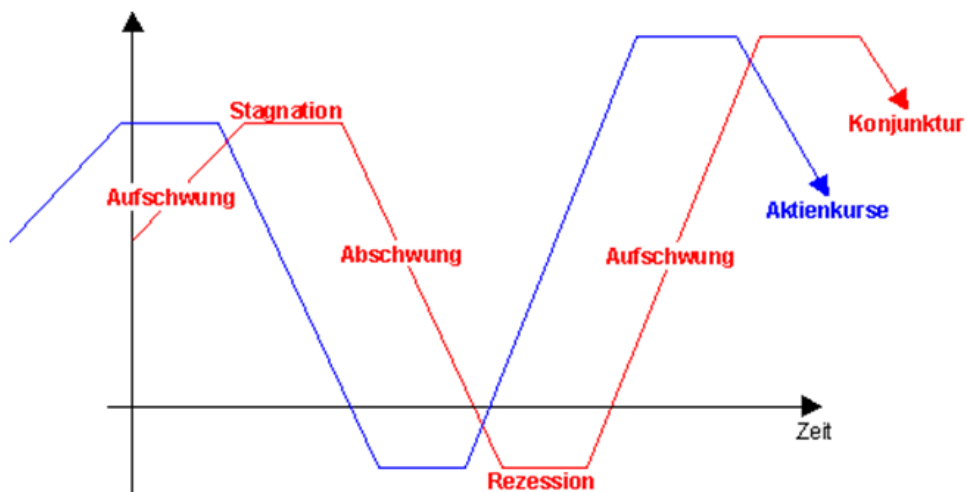 Stagnation
Konjunktur
Aufschwung
Aktienkurse
Abschwung
Aufschwung
Zeit
Rezession